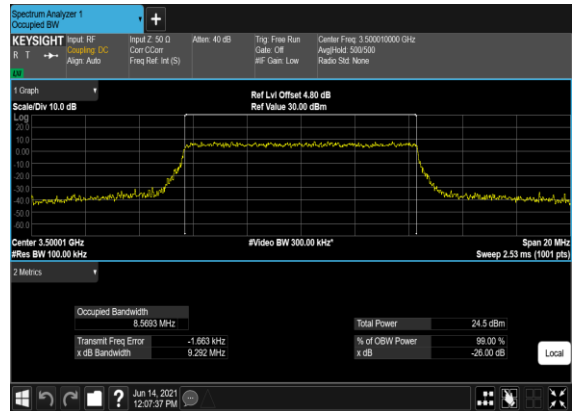 Spectrum Analyzer 1
Occupied BW
+
KEYSIGHT
R T
LV
Input: RF
Coupling: DC
Align: Auto
Input Z: 50 Ω
Corr CCorr
Freq Ref: Int (S)
Atten: 40 dB
Trig: Free Run
Gate: Off
#IF Gain: Low
Center Freq: 3.500010000 GHz
Avg|Hold: 500/500
Radio Std: None
1 Graph
Scale/Div 10.0 dB
Ref Lvl Offset 4.80 dB
Ref Value 30.00 dBm
Log
20.0
10.0
0.00
-10.0
-20.0
-30.0
-40.0
-50.0
-60.0
Center 3.50001 GHz
#Res BW 100.00 kHz
#Video BW 300.00 kHz*
Span 20 MHz
Sweep 2.53 ms (1001 pts)
2 Metrics
Occupied Bandwidth
8.5693 MHz
Transmit Freq Error -1.663 kHz
x dB Bandwidth 9.292 MHz
Total Power 24.5 dBm
% of OBW Power 99.00 %
x dB -26.00 dB
Local
?
Jun 14, 2021
12:07:37 PM